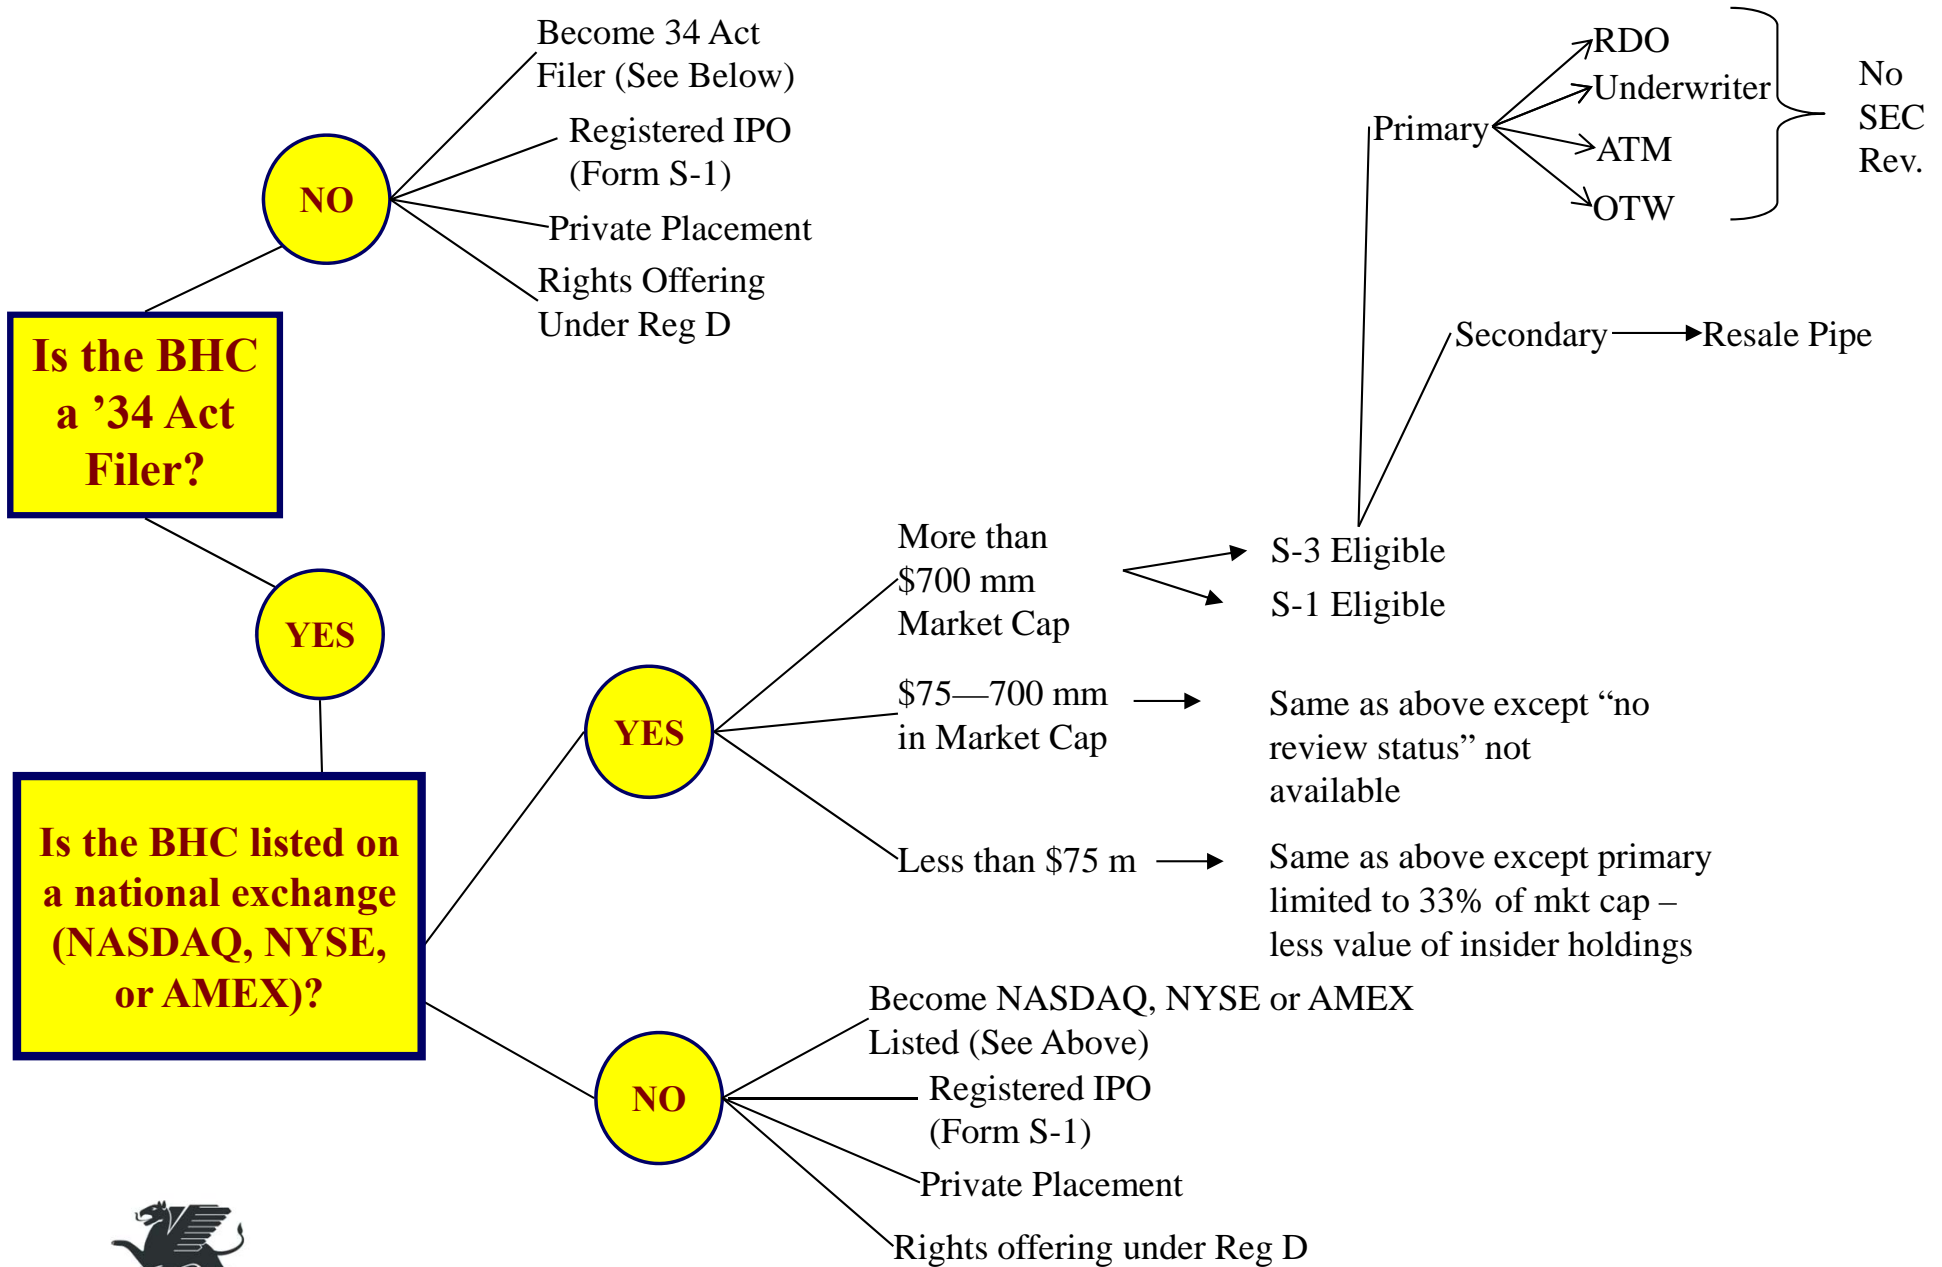 Become 34 Act
Filer (See Below)
Registered IPO
(Form S-1)
Private Placement
Rights Offering
Under Reg D
NO
Is the BHC
a ’34 Act
Filer?
YES
Is the BHC listed on
a national exchange
(NASDAQ, NYSE,
or AMEX)?
YES
More than
$700 mm
Market Cap
S-3 Eligible
S-1 Eligible
Primary
RDO
Underwriter
ATM
OTW
No
SEC
Rev.
Secondary
Resale Pipe
$75—700 mm
in Market Cap
Same as above except “no
review status” not
available
Less than $75 m
Same as above except primary
limited to 33% of mkt cap –
less value of insider holdings
NO
Become NASDAQ, NYSE or AMEX
Listed (See Above)
Registered IPO
(Form S-1)
Private Placement
Rights offering under Reg D